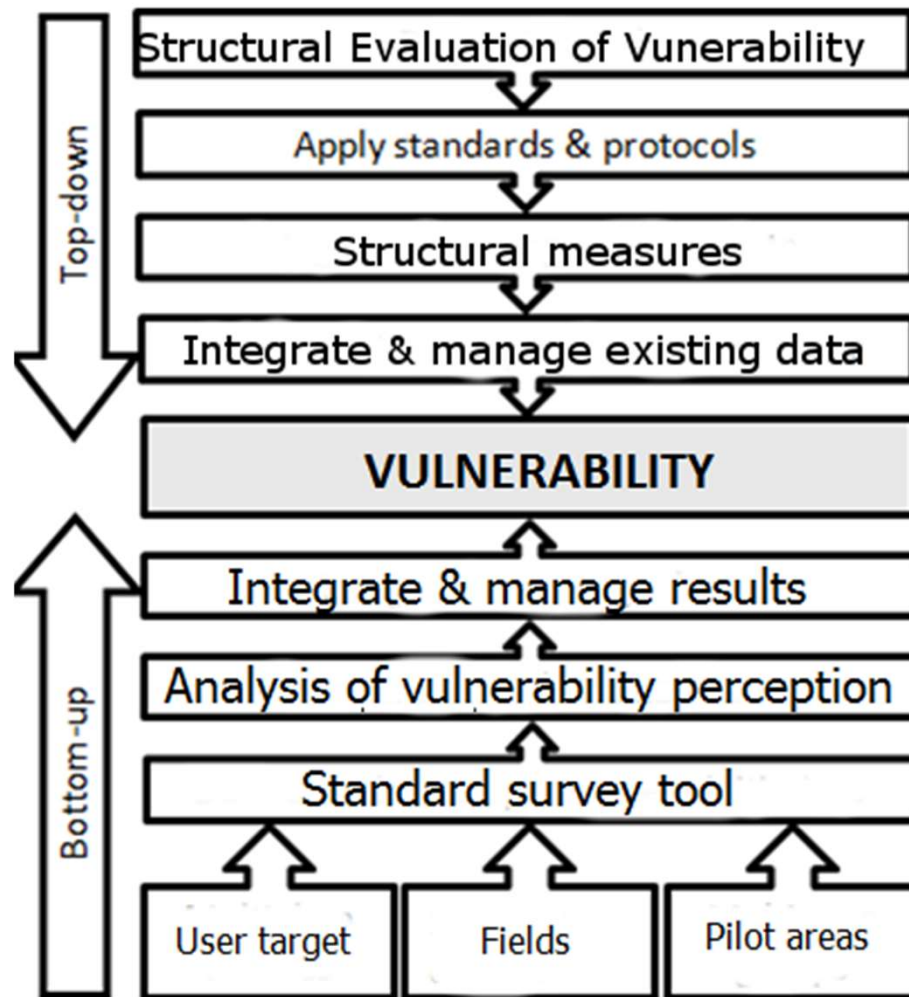 Structural Evaluation of Vunerability
Apply standards & protocols
Structural measures
Integrate & manage existing data
Top-down
VULNERABILITY
Integrate & manage results
Analysis of vulnerability perception
Standard survey tool
Bottom-up
User target
Fields
Pilot areas